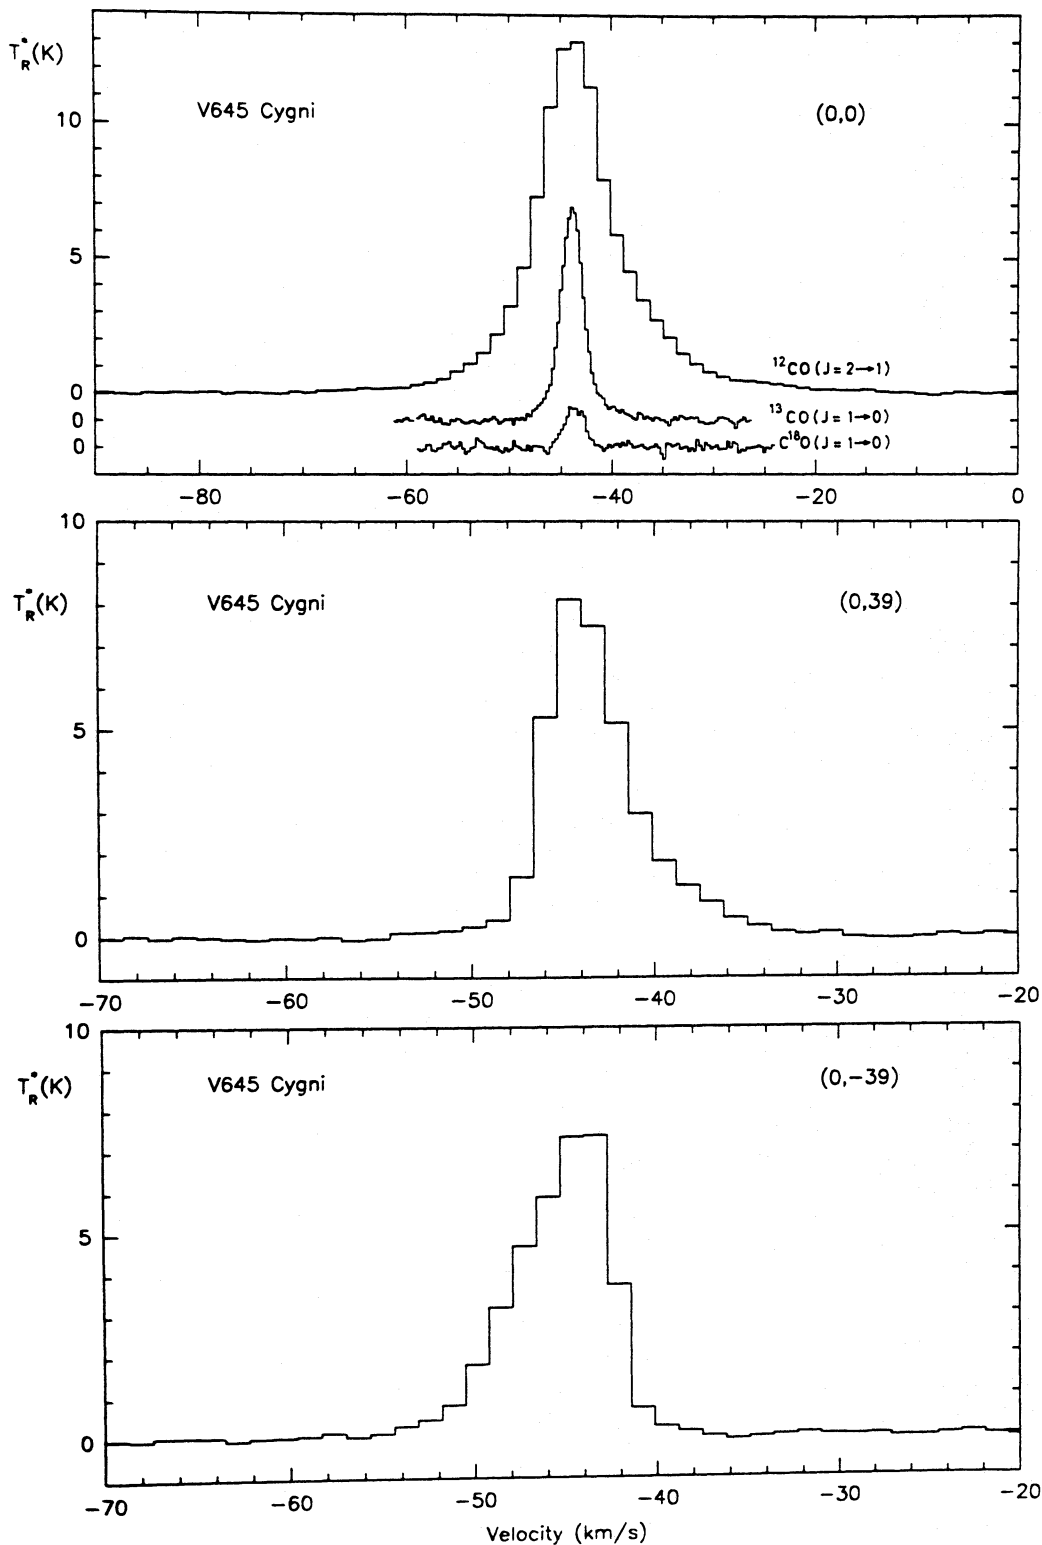 T*R(K)
V645 Cygni
(0,0)
10
5
0
12CO(J=2→1)
0
13CO(J=1→0)
0
C18O(J=1→0)
−80 −60 −40 −20 0
10
T*R(K)
V645 Cygni
(0,39)
5
0
−70 −60 −50 −40 −30 −20
10
T*R(K)
V645 Cygni
(0,−39)
5
0
−70 −60 −50 −40 −30 −20
Velocity (km/s)